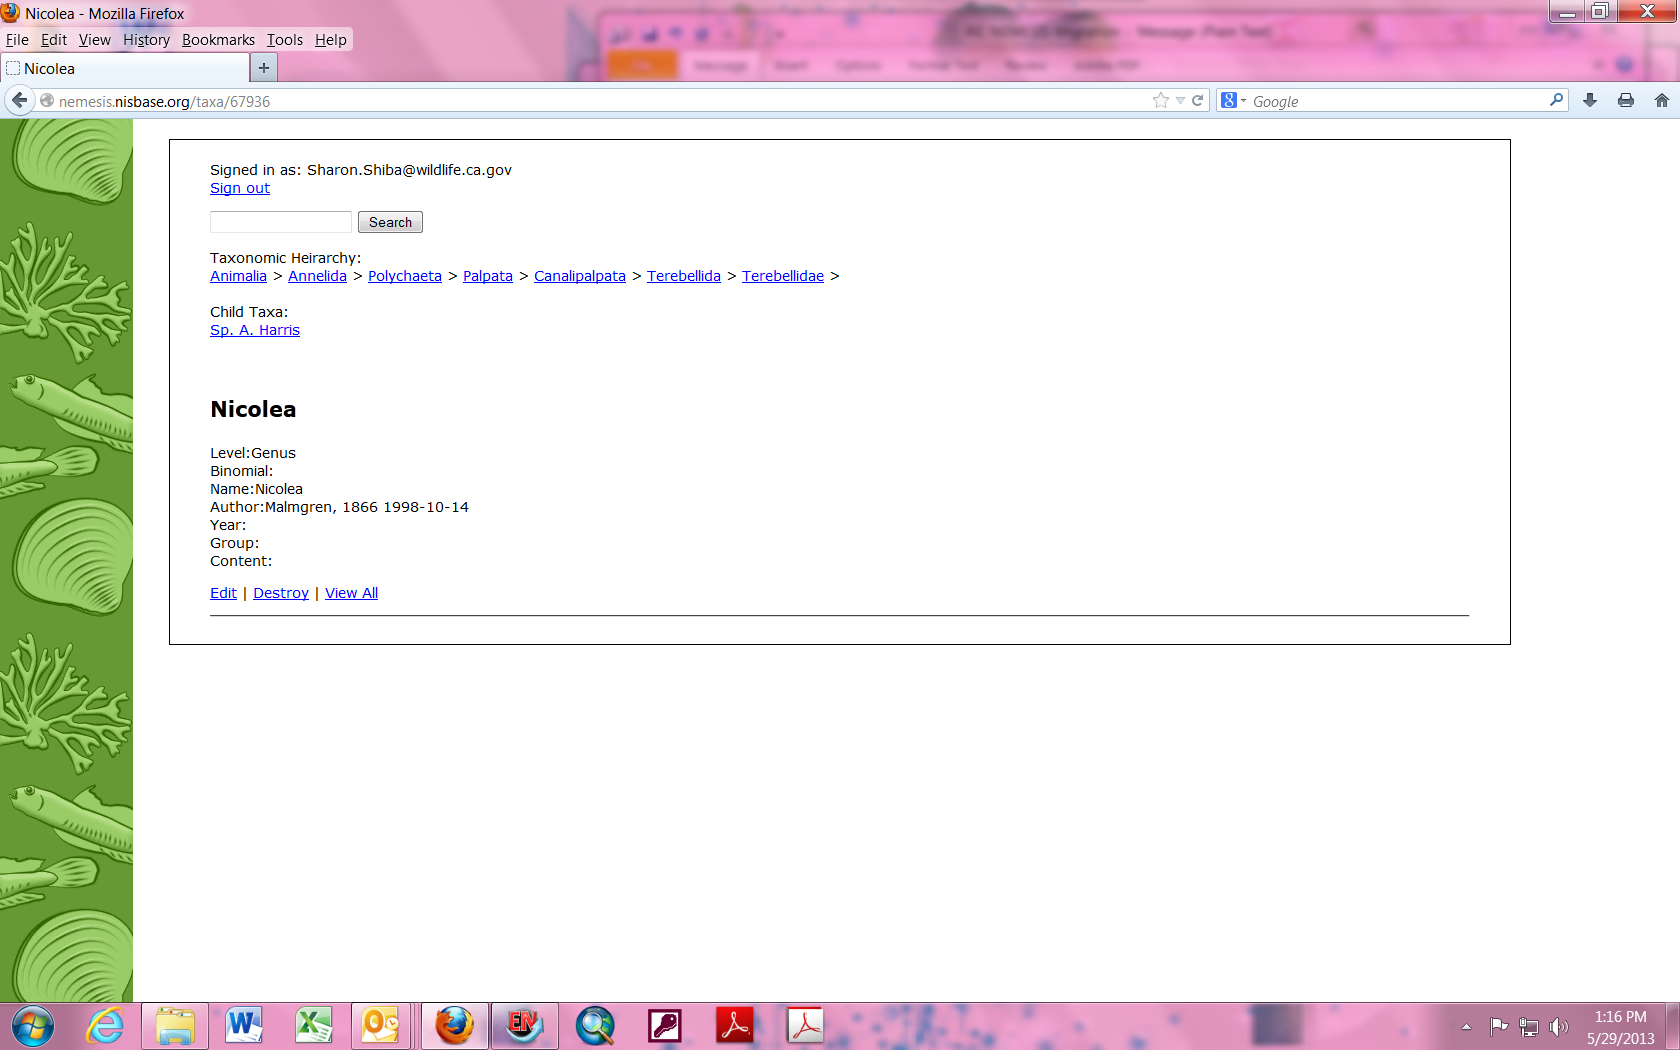 Nicolea - Mozilla Firefox
File Edit View History Bookmarks Tools Help
Nicolea
nemesis.nisbase.org/taxa/67936
Google
Signed in as: Sharon.Shiba@wildlife.ca.gov
Sign out
Search
Taxonomic Heirarchy:
Animalia > Annelida > Polychaeta > Palpata > Canalipalpata > Terebellida > Terebellidae >
Child Taxa:
Sp. A. Harris
Nicolea
Level:Genus
Binomial:
Name:Nicolea
Author:Malmgren, 1866 1998-10-14
Year:
Group:
Content:
Edit | Destroy | View All
1:16 PM
5/29/2013